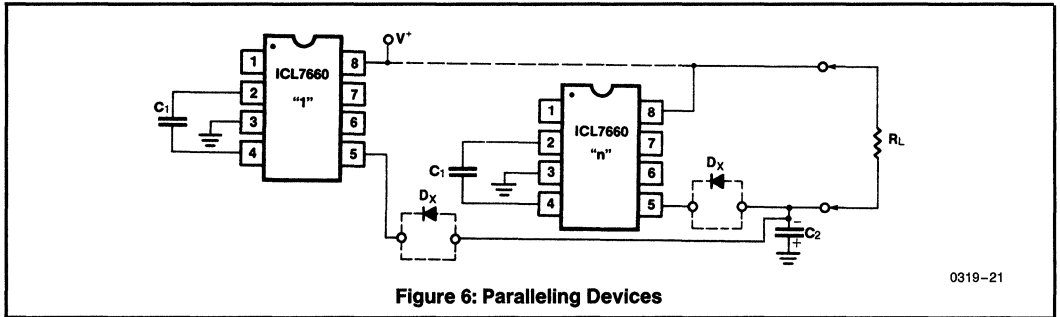 V+
1
2
3
4
ICL7660
"1"
8
7
6
5
C1
1
2
3
4
ICL7660
"n"
8
7
6
5
C1
DX
DX
RL
-
C2
+
0319-21
Figure 6: Paralleling Devices